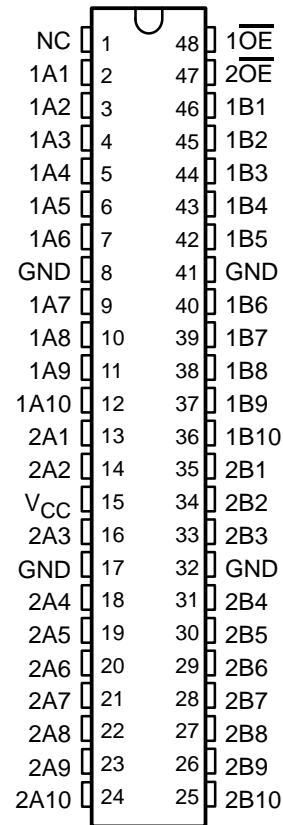 NC 1 48 1O̅E̅
1A1 2 47 2O̅E̅
1A2 3 46 1B1
1A3 4 45 1B2
1A4 5 44 1B3
1A5 6 43 1B4
1A6 7 42 1B5
GND 8 41 GND
1A7 9 40 1B6
1A8 10 39 1B7
1A9 11 38 1B8
1A10 12 37 1B9
2A1 13 36 1B10
2A2 14 35 2B1
VCC 15 34 2B2
2A3 16 33 2B3
GND 17 32 GND
2A4 18 31 2B4
2A5 19 30 2B5
2A6 20 29 2B6
2A7 21 28 2B7
2A8 22 27 2B8
2A9 23 26 2B9
2A10 24 25 2B10